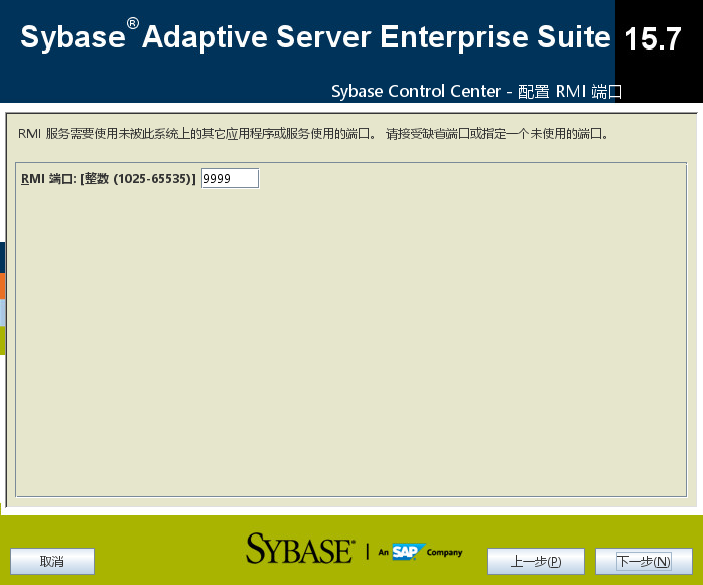 Sybase® Adaptive Server Enterprise Suite 15.7
Sybase Control Center - 配置 RMI 端口
RMI 服务需要使用未被此系统上的其它应用程序或服务使用的端口。 请接受缺省端口或指定一个未使用的端口。
RMI 端口: [整数 (1025-65535)] 9999
SYBASE® | An SAP Company
取消 上一步(P) 下一步(N)